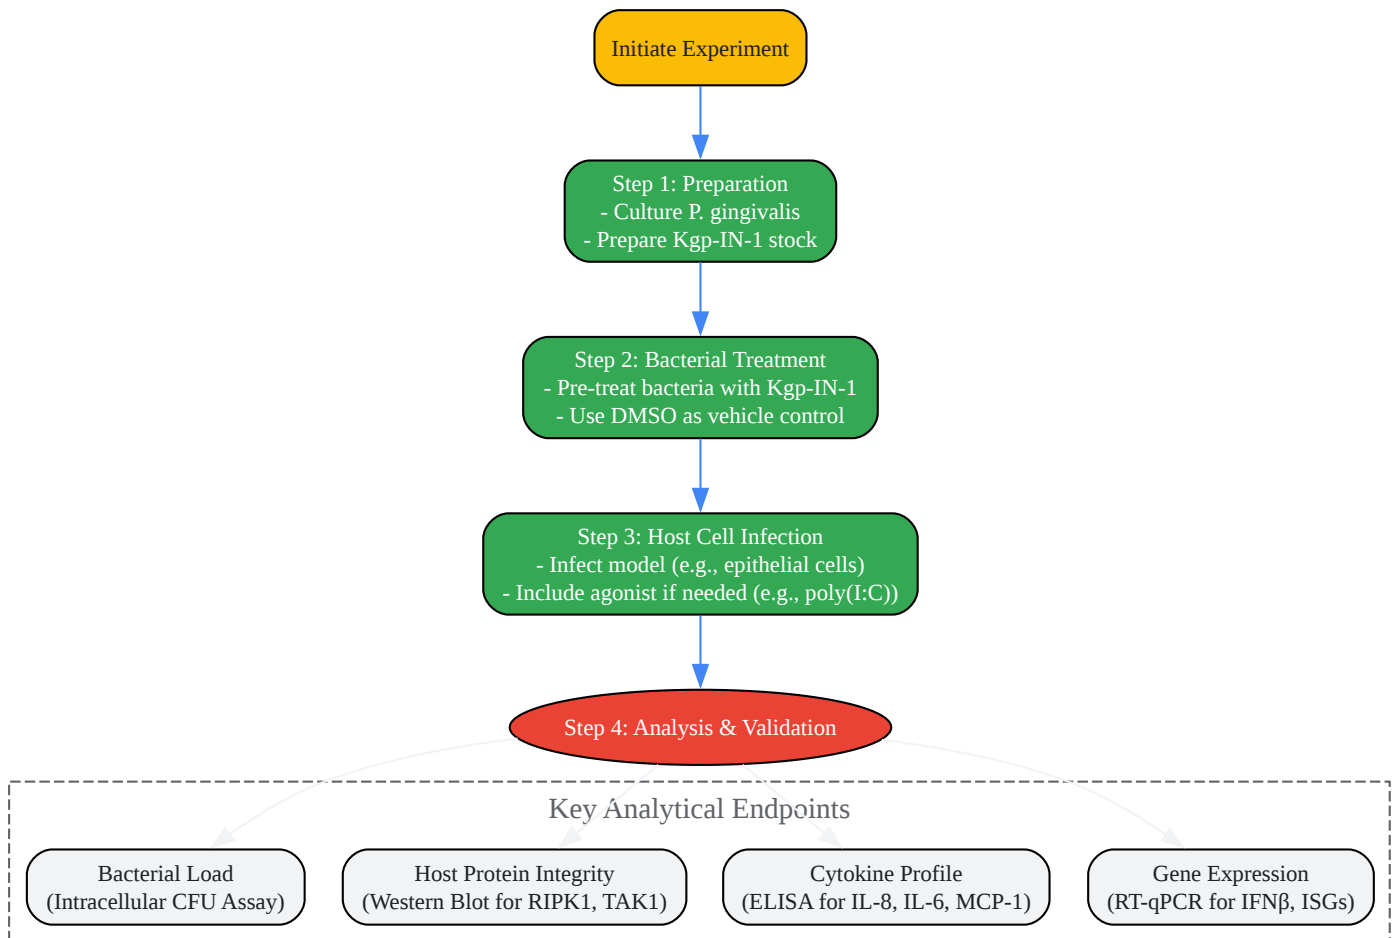 Initiate Experiment
Step 1: Preparation
- Culture P. gingivalis
- Prepare Kgp-IN-1 stock
Step 2: Bacterial Treatment
- Pre-treat bacteria with Kgp-IN-1
- Use DMSO as vehicle control
Step 3: Host Cell Infection
- Infect model (e.g., epithelial cells)
- Include agonist if needed (e.g., poly(I:C))
Step 4: Analysis & Validation
Key Analytical Endpoints
Bacterial Load
(Intracellular CFU Assay)
Host Protein Integrity
(Western Blot for RIPK1, TAK1)
Cytokine Profile
(ELISA for IL-8, IL-6, MCP-1)
Gene Expression
(RT-qPCR for IFNβ, ISGs)